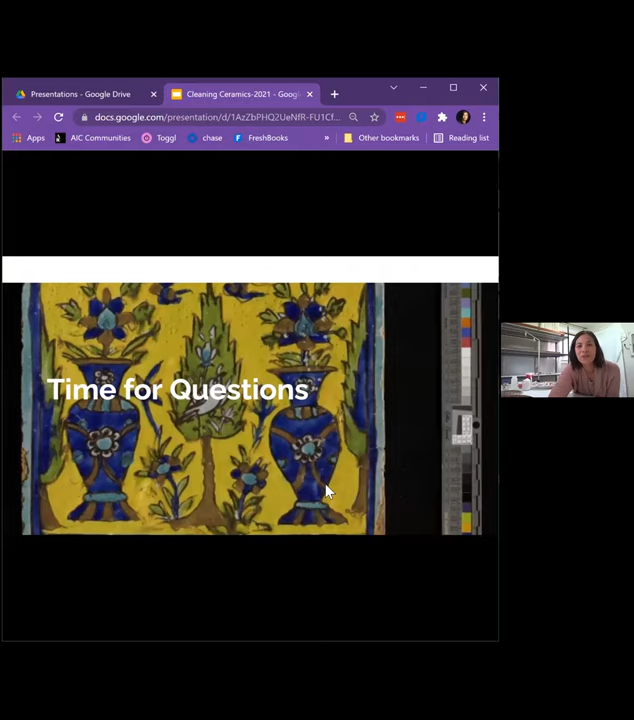 Presentations - Google Drive
Cleaning Ceramics-2021 - Googl
docs.google.com/presentation/d/1AzZbPHQ2UeNfR-FU1Cf...
Apps
AIC Communities
Toggl
chase
FreshBooks
»
Other bookmarks
Reading list
Time for Questions